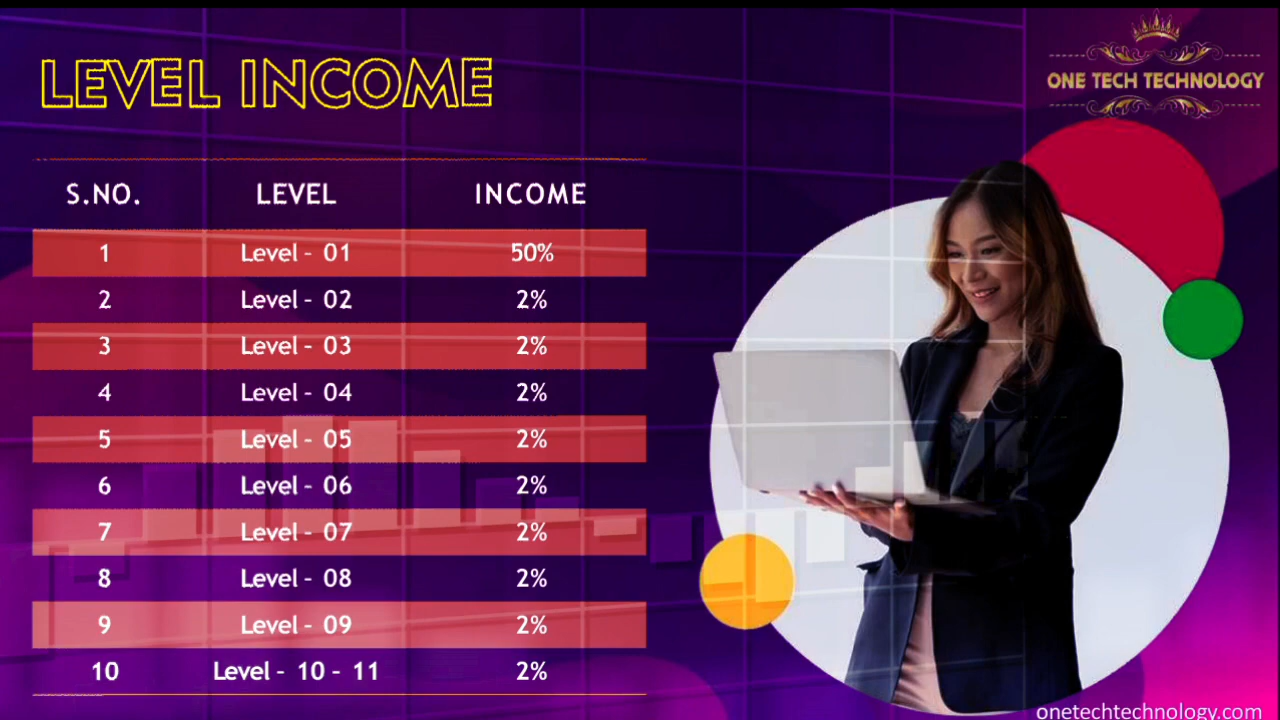 LEVEL INCOME
ONE TECH TECHNOLOGY
S.NO. LEVEL INCOME
1 Level - 01 50%
2 Level - 02 2%
3 Level - 03 2%
4 Level - 04 2%
5 Level - 05 2%
6 Level - 06 2%
7 Level - 07 2%
8 Level - 08 2%
9 Level - 09 2%
10 Level - 10 - 11 2%
onetechtechnology.com